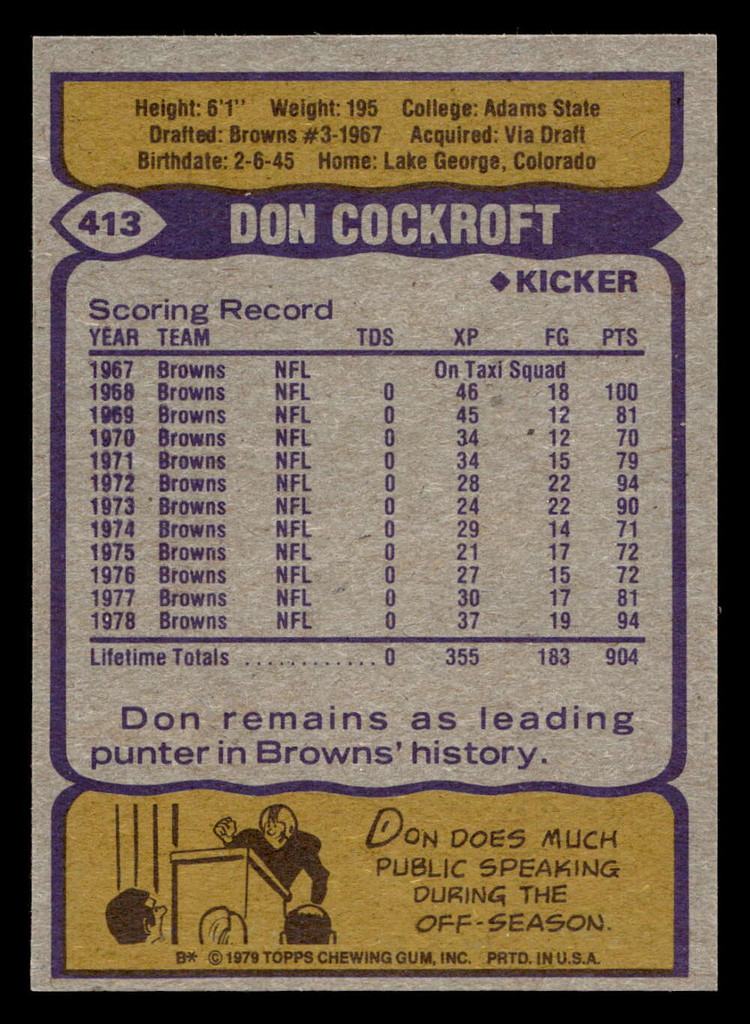 Height: 6'1" Weight: 195 College: Adams State
Drafted: Browns #3-1967 Acquired: Via Draft
Birthdate: 2-6-45 Home: Lake George, Colorado
413 DON COCKROFT
◆KICKER
Scoring Record
YEAR TEAM TDS XP FG PTS
1967 Browns NFL On Taxi Squad
1968 Browns NFL 0 46 18 100
1969 Browns NFL 0 45 12 81
1970 Browns NFL 0 34 12 70
1971 Browns NFL 0 34 15 79
1972 Browns NFL 0 28 22 94
1973 Browns NFL 0 24 22 90
1974 Browns NFL 0 29 14 71
1975 Browns NFL 0 21 17 72
1976 Browns NFL 0 27 15 72
1977 Browns NFL 0 30 17 81
1978 Browns NFL 0 37 19 94
Lifetime Totals ............ 0 355 183 904
Don remains as leading
punter in Browns' history.
DON DOES MUCH
PUBLIC SPEAKING
DURING THE
OFF-SEASON.
B* © 1979 TOPPS CHEWING GUM, INC. PRTD. IN U.S.A.